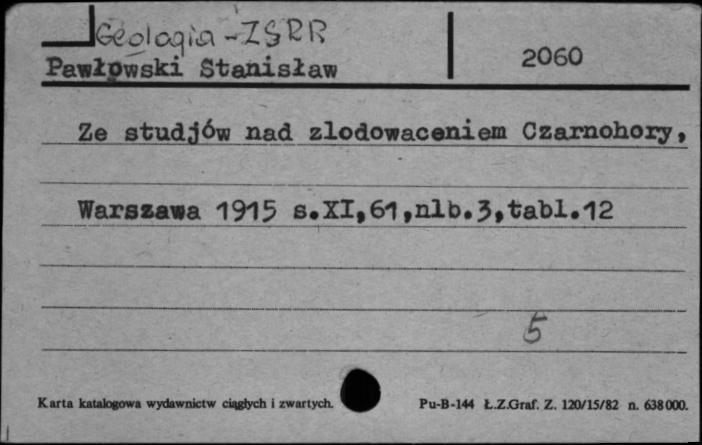 Geologia - ZSRR
2060
Pawłowski Stanisław
Ze studjów nad zlodowaceniem Czarnohory,
Warszawa 1915 s.XI,61,nlb.3,tabl.12
5
Karta katalogowa wydawnictw ciągłych i zwartych.
Pu-B-144 Ł.Z.Graf. Z. 120/15/82 n. 638000.